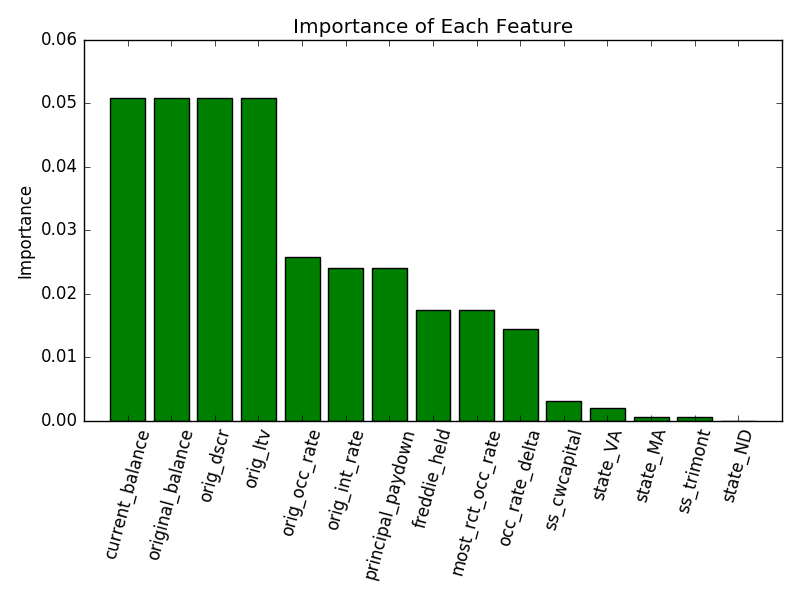 Importance of Each Feature
Importance
0.06
0.05
0.04
0.03
0.02
0.01
0.00
current_balance
original_balance
orig_dscr
orig_ltv
orig_occ_rate
orig_int_rate
principal_paydown
freddie_held
most_rct_occ_rate
occ_rate_delta
ss_cwcapital
state_VA
state_MA
ss_trimont
state_ND